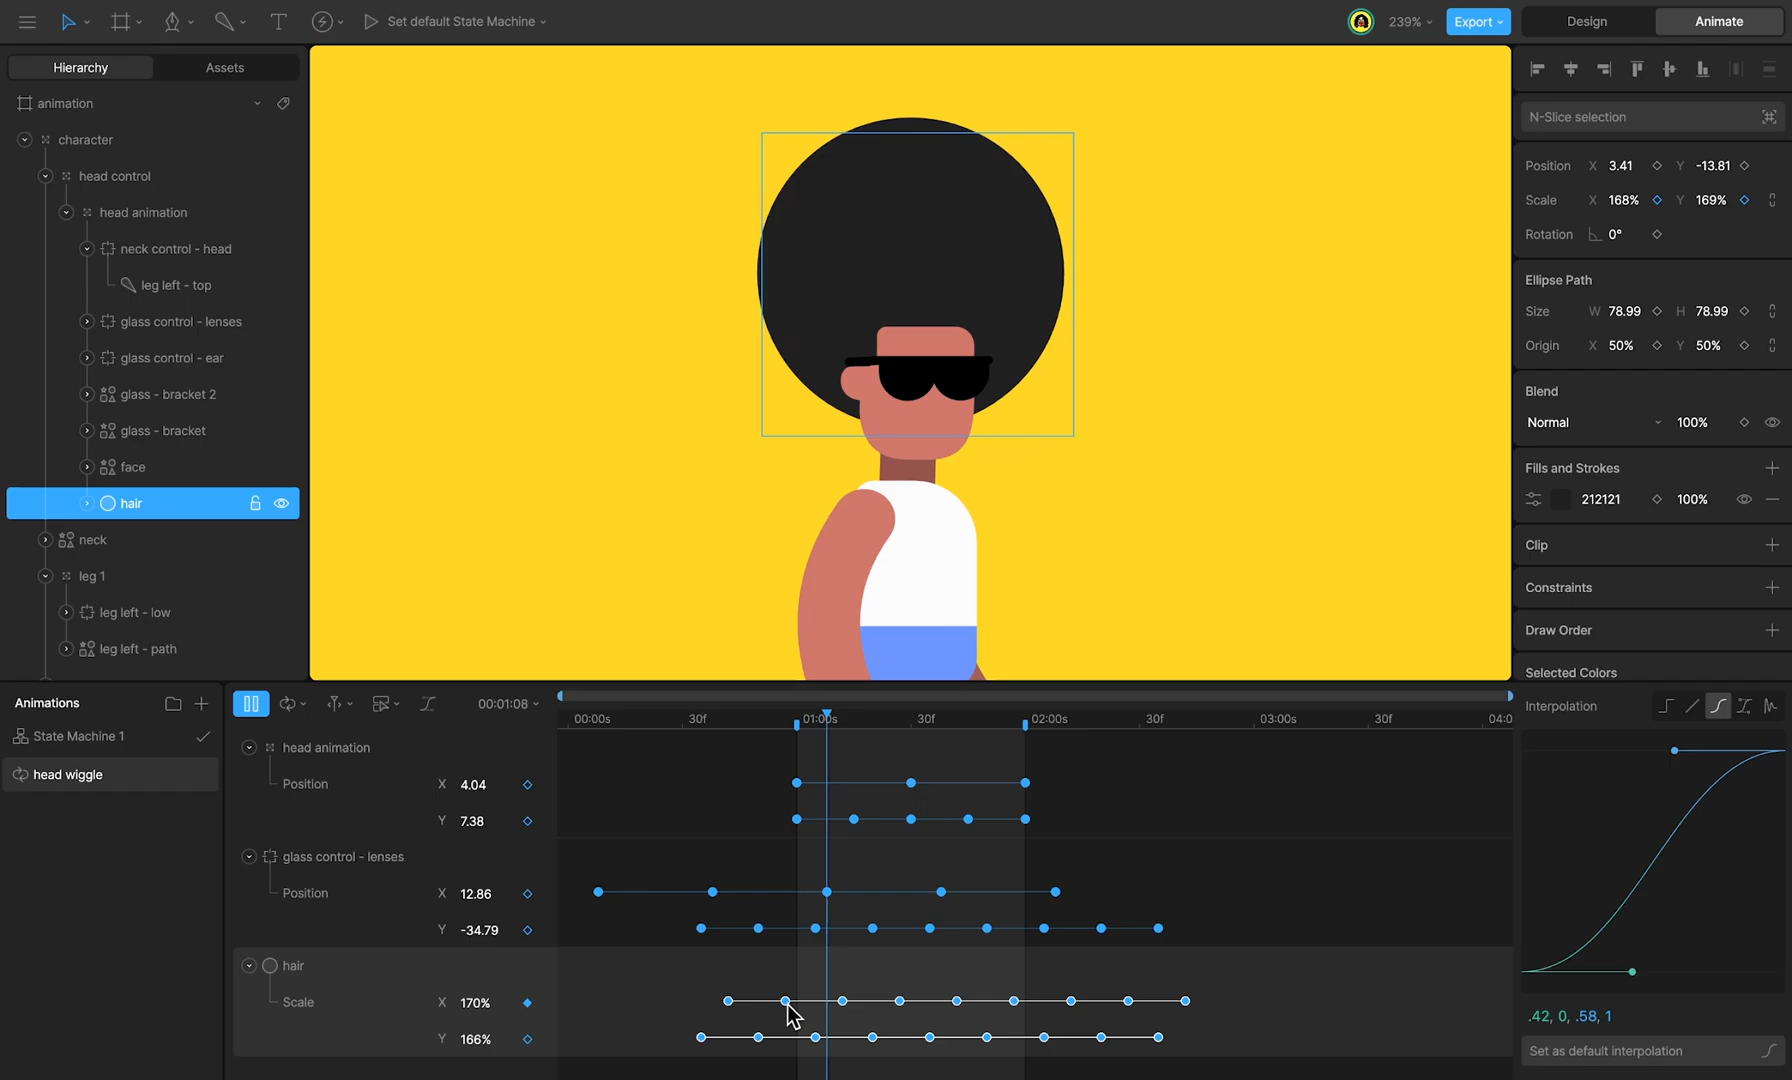 Set default State Machine
239%
Export
Design
Animate
Hierarchy
Assets
animation
character
head control
head animation
neck control - head
leg left - top
glass control - lenses
glass control - ear
glass - bracket 2
glass - bracket
face
hair
neck
leg 1
leg left - low
leg left - path
N-Slice selection
Position X 3.41 Y -13.81
Scale X 168% Y 169%
Rotation 0°
Ellipse Path
Size W 78.99 H 78.99
Origin X 50% Y 50%
Blend
Normal 100%
Fills and Strokes
212121 100%
Clip
Constraints
Draw Order
Selected Colors
Animations
State Machine 1
head wiggle
00:01:08
00:00s 30f 01:00s 30f 02:00s 30f 03:00s 30f 04:0
head animation
Position X 4.04
Y 7.38
glass control - lenses
Position X 12.86
Y -34.79
hair
Scale X 170%
Y 166%
Interpolation
.42, 0, .58, 1
Set as default interpolation